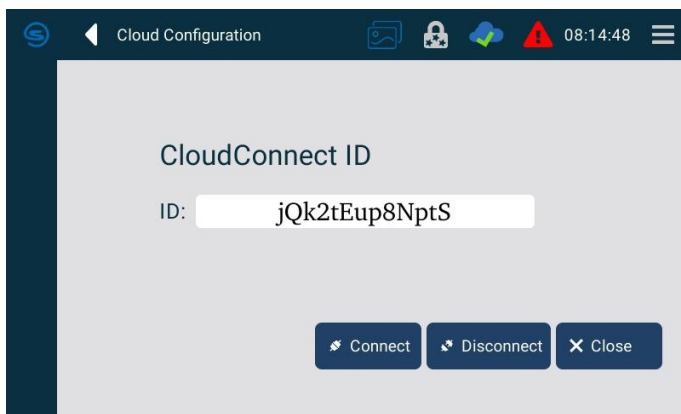 Cloud Configuration 08:14:48
CloudConnect ID
ID: jQk2tEup8NptS
Connect Disconnect Close